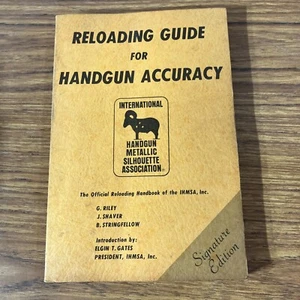 RELOADING GUIDE
FOR
HANDGUN ACCURACY
INTERNATIONAL
HANDGUN
METALLIC
SILHOUETTE
ASSOCIATION®
The Official Reloading Handbook of the IHMSA, Inc.
G. RILEY
J. SHAVER
R. STRINGFELLOW
Introduction by:
ELGIN T. GATES
PRESIDENT, IHMSA, Inc.
Signature
Edition